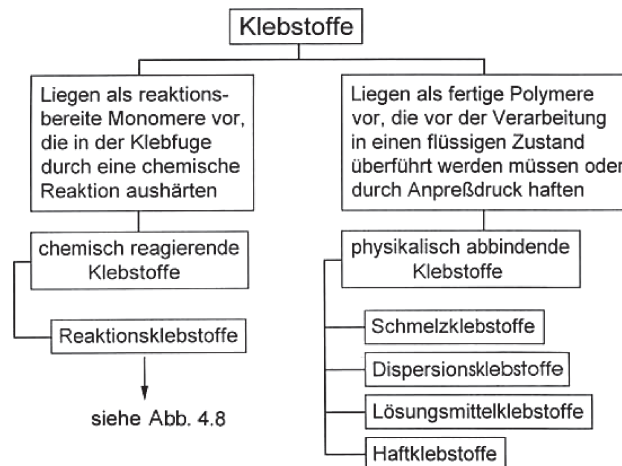 Klebstoffe
Liegen als reaktions-
bereite Monomere vor,
die in der Klebfuge
durch eine chemische
Reaktion aushärten
Liegen als fertige Polymere
vor, die vor der Verarbeitung
in einen flüssigen Zustand
überführt werden müssen oder
durch Anpreßdruck haften
chemisch reagierende
Klebstoffe
physikalisch abbindende
Klebstoffe
Reaktionsklebstoffe
siehe Abb. 4.8
Schmelzklebstoffe
Dispersionsklebstoffe
Lösungsmittelklebstoffe
Haftklebstoffe